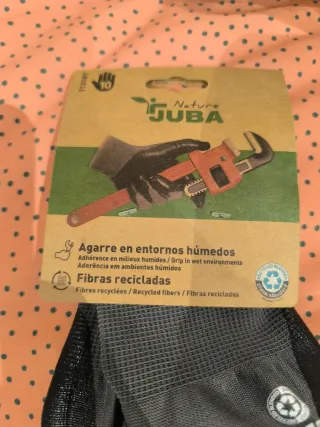 10
Nature
JUBA
Agarre en entornos húmedos
Adhérence en milieux humides / Grip in wet environments
Aderência em ambientes húmidos
Fibras recicladas
Fibres recyclées / Recycled fibers / Fibras recicladas